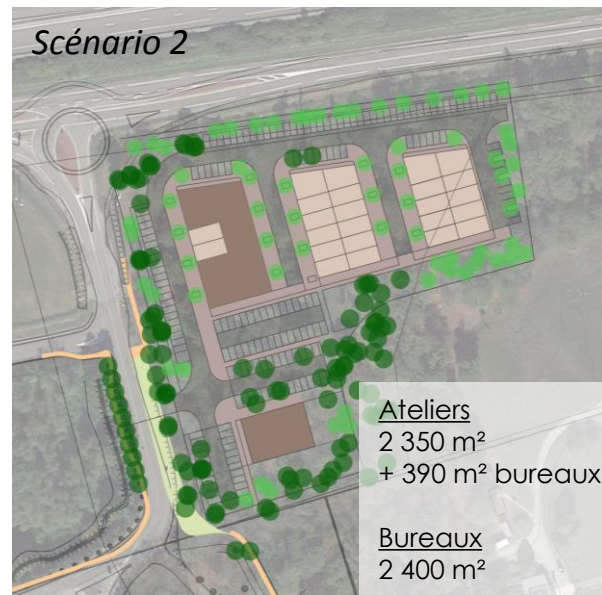 Scénario 2
Ateliers
2 350 m²
+ 390 m² bureaux
Bureaux
2 400 m²